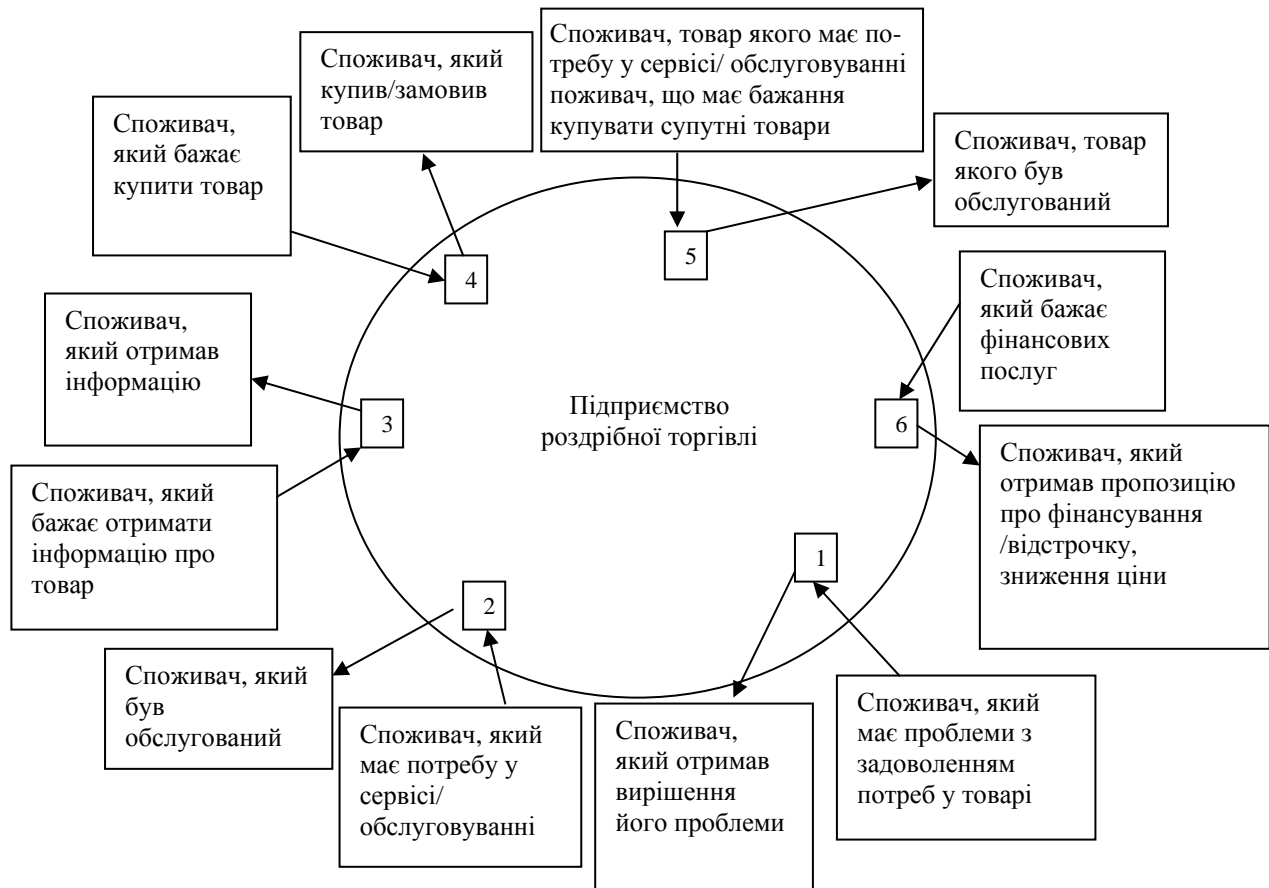 Споживач, який
купив/замовив
товар
Споживач, товар якого має по-
требу у сервісі/ обслуговуванні
поживач, що має бажання
купувати супутні товари
Споживач,
який бажає
купити товар
Споживач, товар
якого був
обслугований
4
5
Споживач,
який бажає
фінансових
послуг
Споживач,
який отримав
інформацію
3
Підприємство
роздрібної торгівлі
6
Споживач, який
отримав пропозицію
про фінансування
/відстрочку,
зниження ціни
Споживач, який
бажає отримати
інформацію про
товар
1
2
Споживач, який
був
обслугований
Споживач, який
має потребу у
сервісі/
обслуговуванні
Споживач,
який отримав
вирішення
його проблеми
Споживач, який
має проблеми з
задоволенням
потреб у товарі